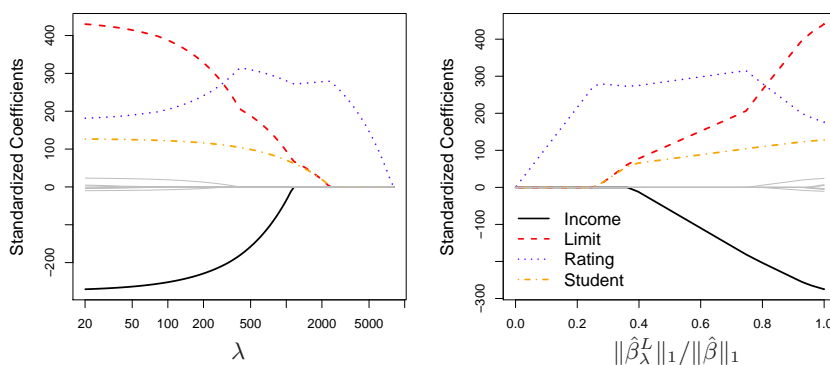 Standardized Coefficients
400
300
200
100
0
−200
20 50 100 200 500 2000 5000
λ
Standardized Coefficients
400
300
200
100
0
−100
−300
Income
Limit
Rating
Student
0.0 0.2 0.4 0.6 0.8 1.0
‖β̂ᴸ_λ‖₁/‖β̂‖₁